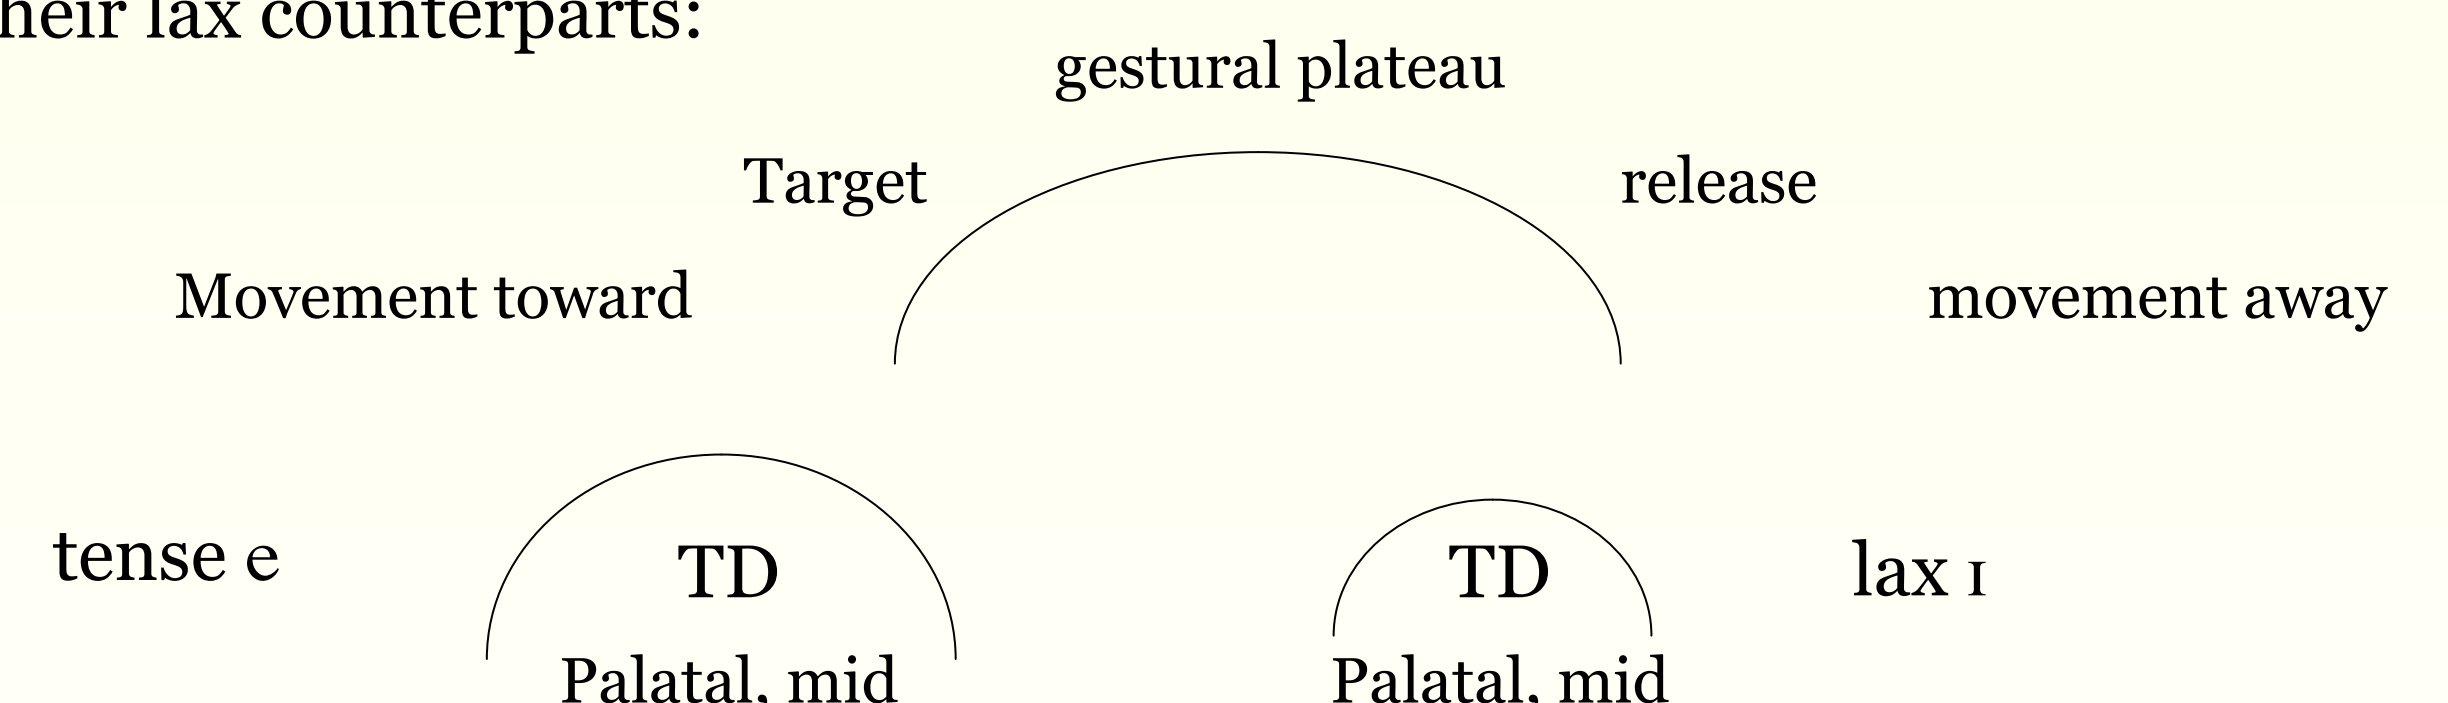 heir lax counterparts:
gestural plateau
Target release
Movement toward movement away
tense e TD TD lax ɪ
Palatal, mid Palatal, mid